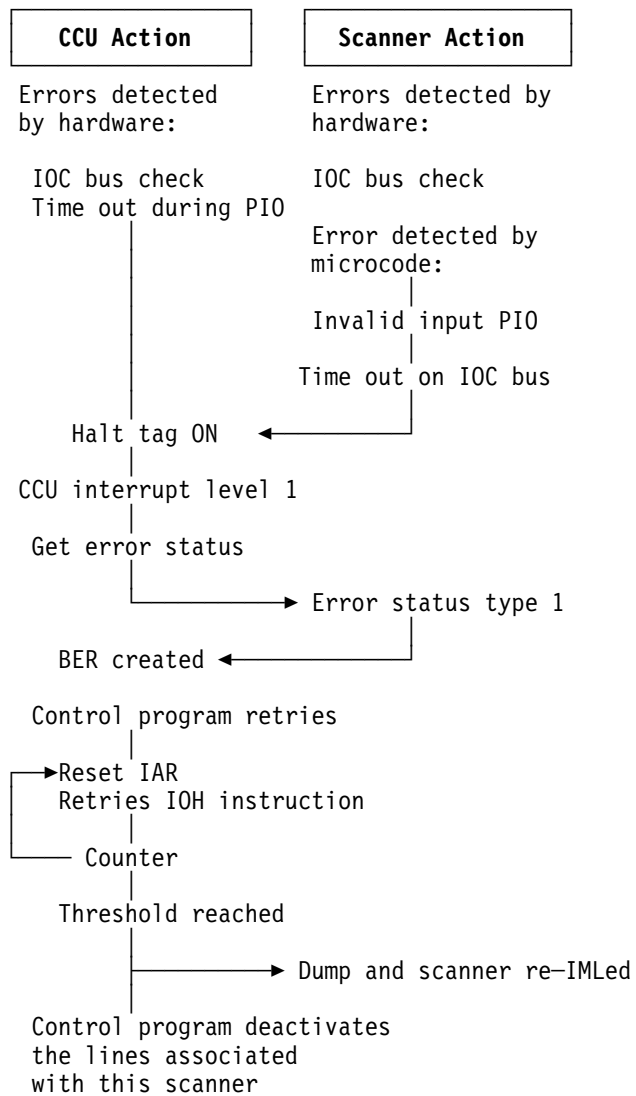 CCU Action
Scanner Action
Errors detected
by hardware:
Errors detected by
hardware:
IOC bus check
Time out during PIO
IOC bus check
Error detected by
microcode:
Invalid input PIO
Time out on IOC bus
Halt tag ON
CCU interrupt level 1
Get error status
Error status type 1
BER created
Control program retries
Reset IAR
Retries IOH instruction
Counter
Threshold reached
Dump and scanner re—IMLed
Control program deactivates
the lines associated
with this scanner